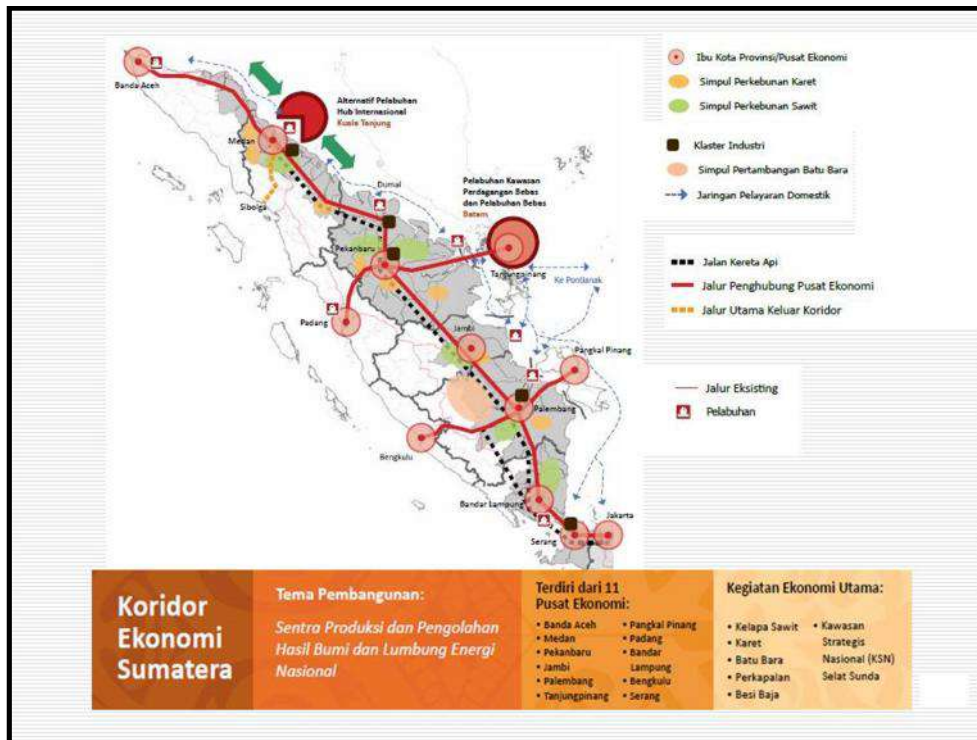 Banda Aceh
Alternatif Pelabuhan
Hub Internasional
Kuala Tanjung
Medan
Sibolga
Dumai
Pelabuhan Kawasan
Perdagangan Bebas
dan Pelabuhan Bebas
Batam
Pekanbaru
Tanjungpinang
Ke Pontianak
Padang
Jambi
Pangkal Pinang
Palembang
Bengkulu
Bandar Lampung
Serang
Jakarta
Ibu Kota Provinsi/Pusat Ekonomi
Simpul Perkebunan Karet
Simpul Perkebunan Sawit
Klaster Industri
Simpul Pertambangan Batu Bara
Jaringan Pelayaran Domestik
Jalan Kereta Api
Jalur Penghubung Pusat Ekonomi
Jalur Utama Keluar Koridor
Jalur Eksisting
Pelabuhan
Koridor
Ekonomi
Sumatera
Tema Pembangunan:
Sentra Produksi dan Pengolahan
Hasil Bumi dan Lumbung Energi
Nasional
Terdiri dari 11
Pusat Ekonomi:
• Banda Aceh
• Medan
• Pekanbaru
• Jambi
• Palembang
• Tanjungpinang
• Pangkal Pinang
• Padang
• Bandar
Lampung
• Bengkulu
• Serang
Kegiatan Ekonomi Utama:
• Kelapa Sawit
• Karet
• Batu Bara
• Perkapalan
• Besi Baja
• Kawasan
Strategis
Nasional (KSN)
Selat Sunda